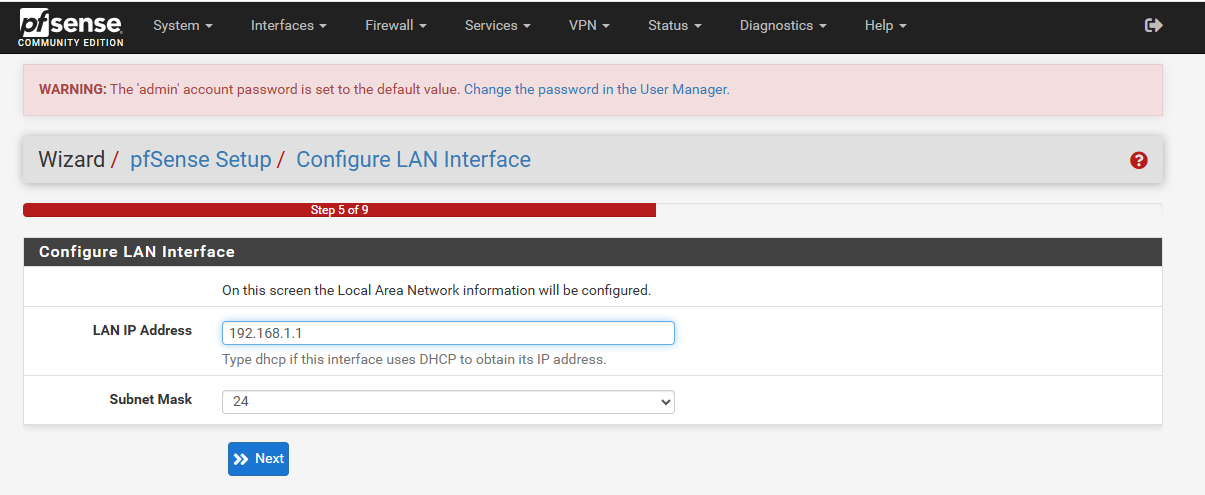 pfsense
COMMUNITY EDITION
System Interfaces Firewall Services VPN Status Diagnostics Help
WARNING: The 'admin' account password is set to the default value. Change the password in the User Manager.
Wizard / pfSense Setup / Configure LAN Interface
Step 5 of 9
Configure LAN Interface
On this screen the Local Area Network information will be configured.
LAN IP Address 192.168.1.1
Type dhcp if this interface uses DHCP to obtain its IP address.
Subnet Mask 24
Next